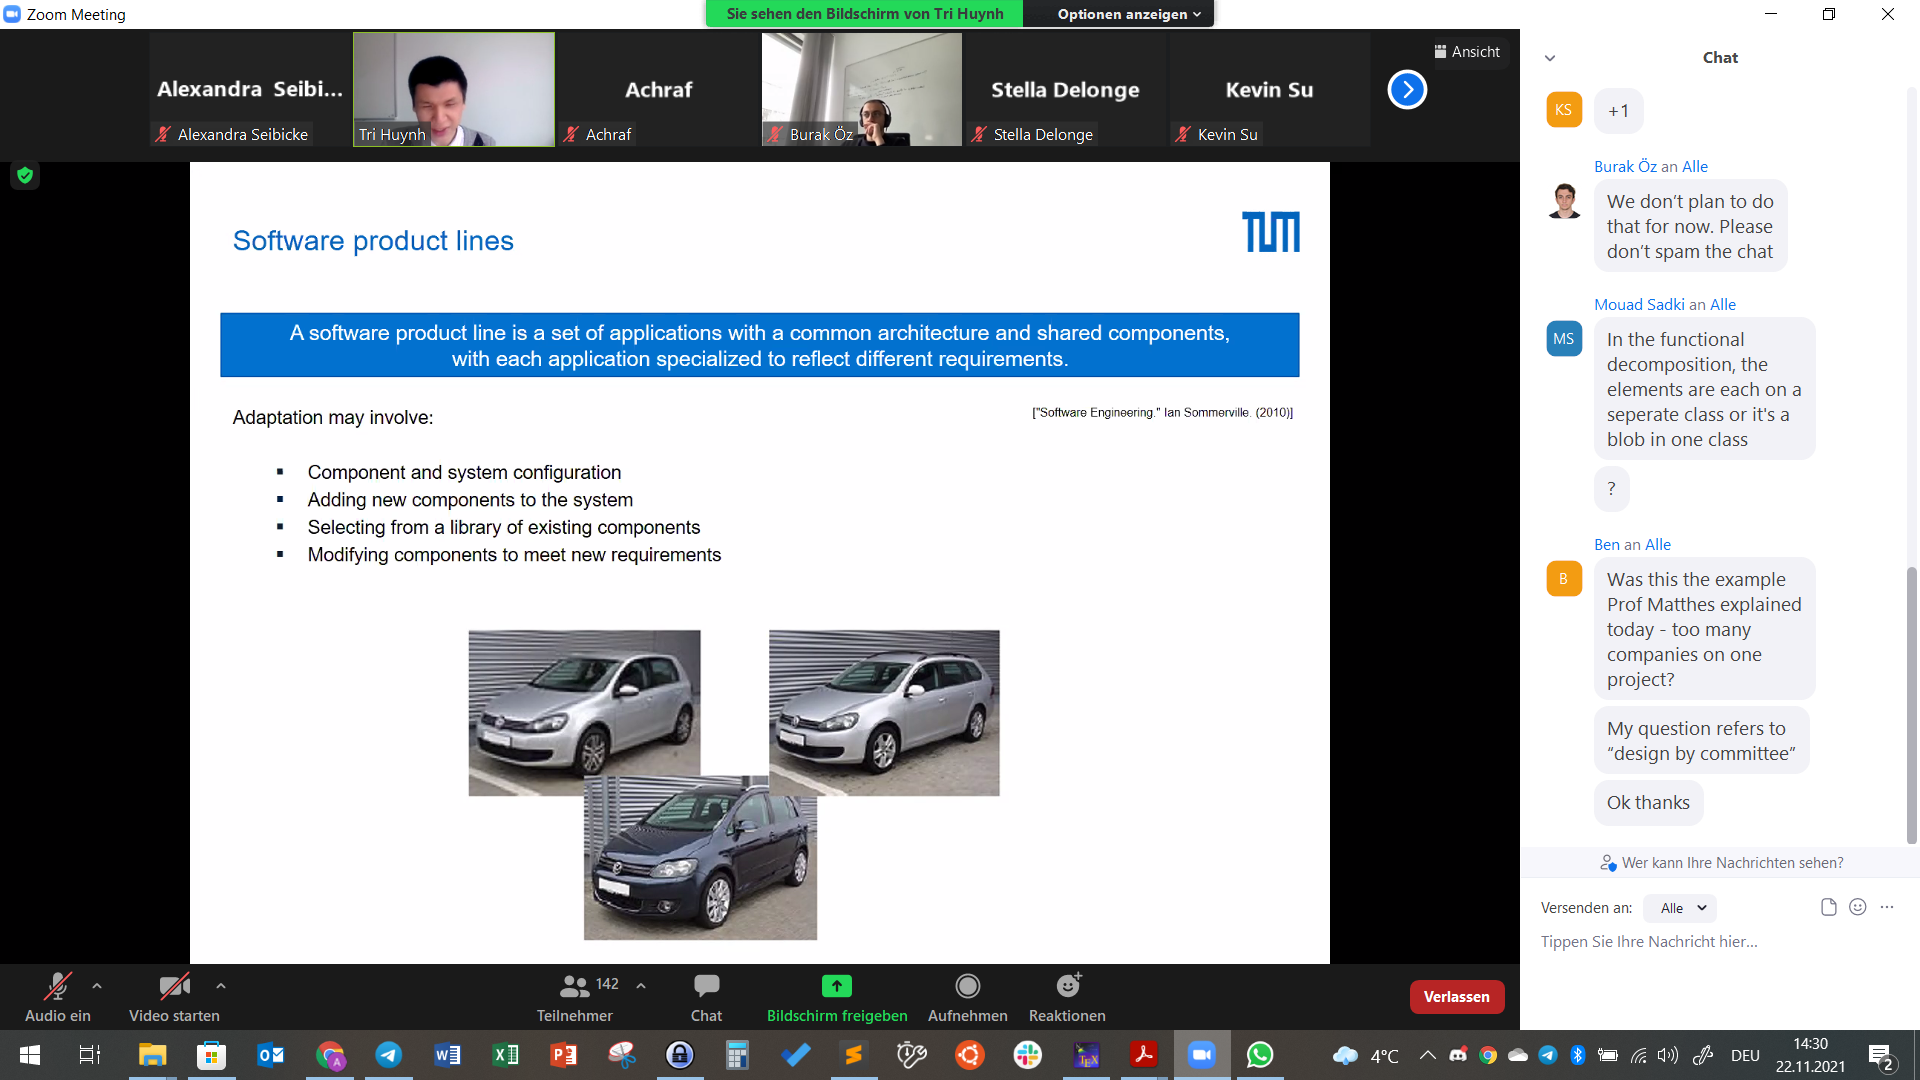 Zoom Meeting
Sie sehen den Bildschirm von Tri Huynh
Optionen anzeigen
Ansicht
Alexandra Seibi...
Achraf
Stella Delonge
Kevin Su
Alexandra Seibicke
Tri Huynh
Achraf
Burak Öz
Stella Delonge
Kevin Su
Software product lines
TUM
A software product line is a set of applications with a common architecture and shared components,
with each application specialized to reflect different requirements.
["Software Engineering." Ian Sommerville. (2010)]
Adaptation may involve:
Component and system configuration
Adding new components to the system
Selecting from a library of existing components
Modifying components to meet new requirements
Chat
KS
+1
Burak Öz an Alle
We don't plan to do
that for now. Please
don't spam the chat
Mouad Sadki an Alle
MS
In the functional
decomposition, the
elements are each on a
seperate class or it's a
blob in one class
?
Ben an Alle
B
Was this the example
Prof Matthes explained
today - too many
companies on one
project?
My question refers to
“design by committee”
Ok thanks
Wer kann Ihre Nachrichten sehen?
Versenden an:
Alle
Tippen Sie Ihre Nachricht hier...
Audio ein
Video starten
142
Teilnehmer
Chat
Bildschirm freigeben
Aufnehmen
Reaktionen
Verlassen
4°C
DEU
14:30
22.11.2021
2